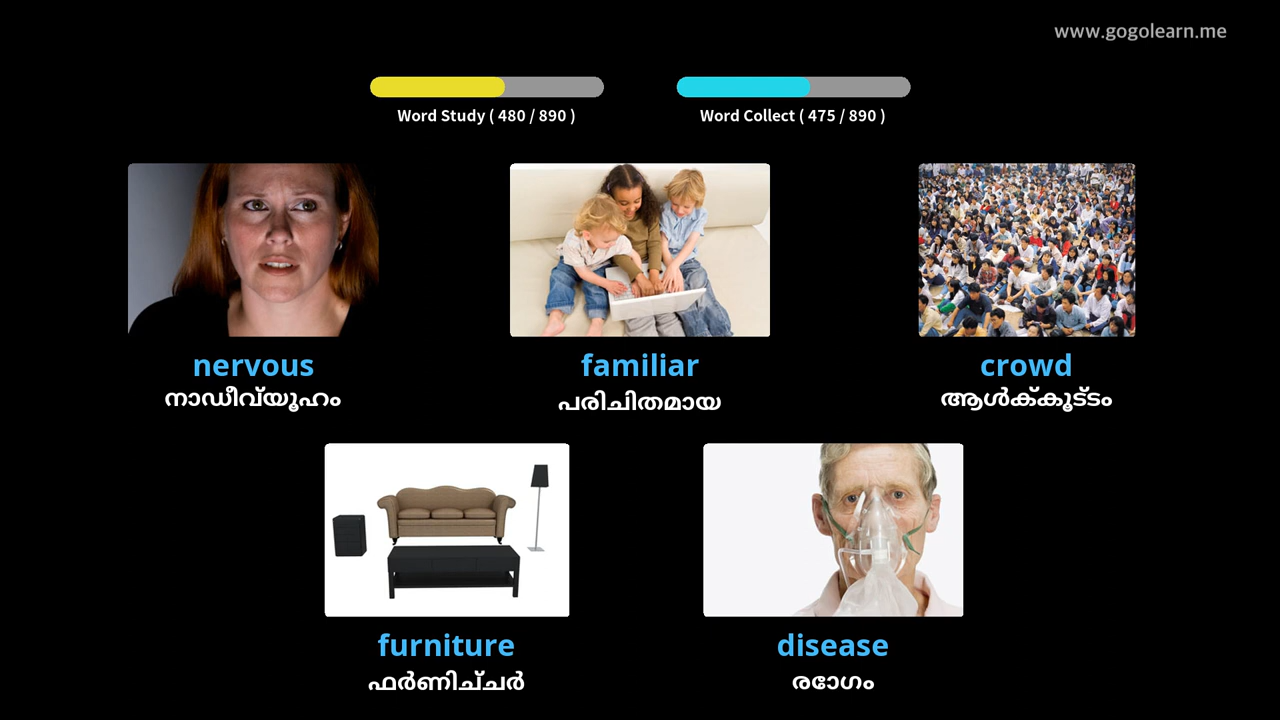 www.gogolearn.me
Word Study ( 480 / 890 )
Word Collect ( 475 / 890 )
nervous
നാഡീവ്യൂഹം
familiar
പരിചിതമായ
crowd
ആൾക്കൂട്ടം
furniture
ഫർണിച്ചർ
disease
രോഗം